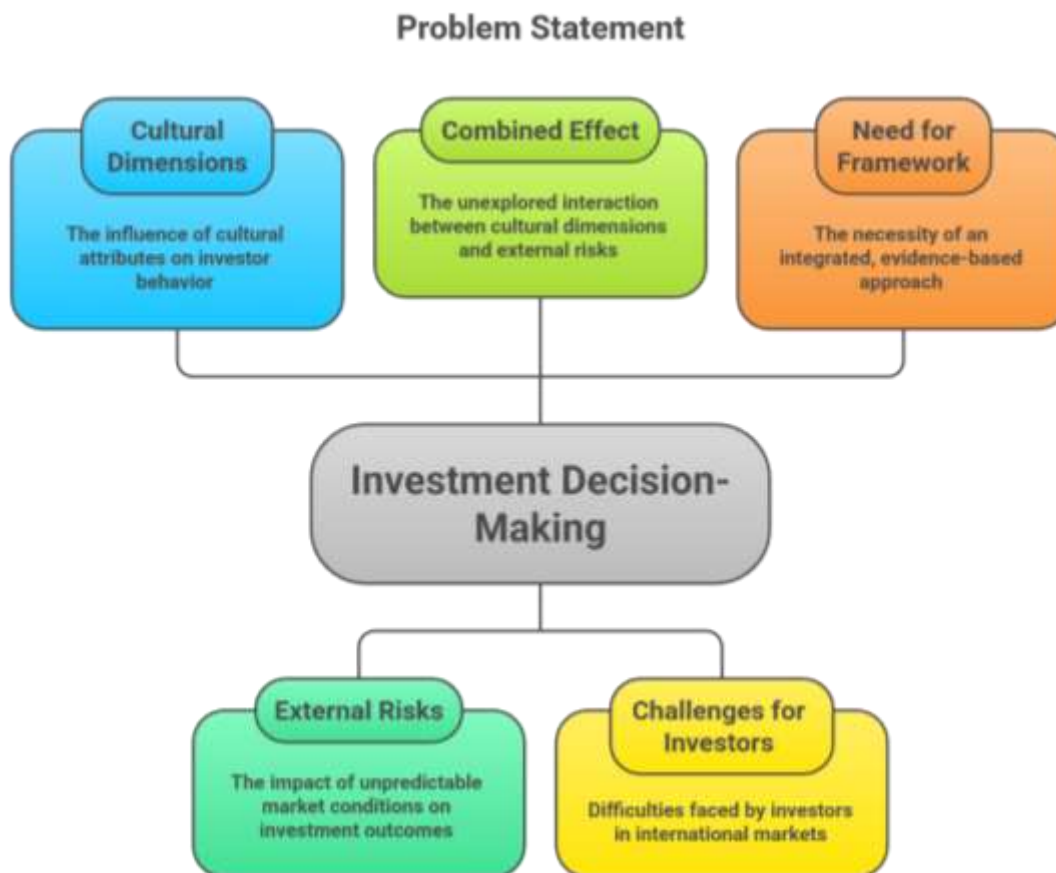 Problem Statement
Cultural
Dimensions
The influence of cultural
attributes on investor
behavior
Combined Effect
The unexplored interaction
between cultural dimensions
and external risks
Need for
Framework
The necessity of an
integrated, evidence-based
approach
Investment Decision-
Making
External Risks
The impact of unpredictable
market conditions on
investment outcomes
Challenges for
Investors
Difficulties faced by investors
in international markets